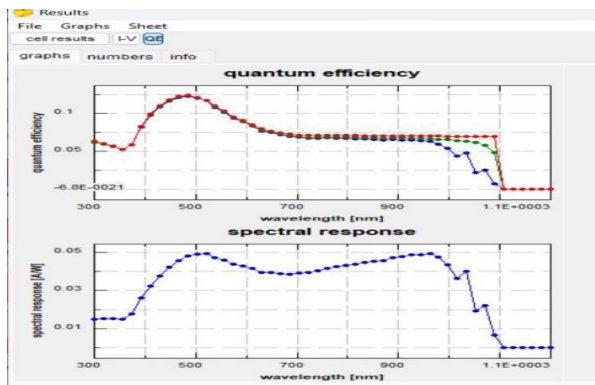 Results
File Graphs Sheet
cell results I-V QE
graphs numbers info
quantum efficiency
quantum efficiency
0.1
0.05
-6.8E-0021
300 500 700 900 1.1E+0003
wavelength [nm]
spectral response
spectral response [A/W]
0.05
0.03
0.01
300 500 700 900 1.1E+0003
wavelength [nm]